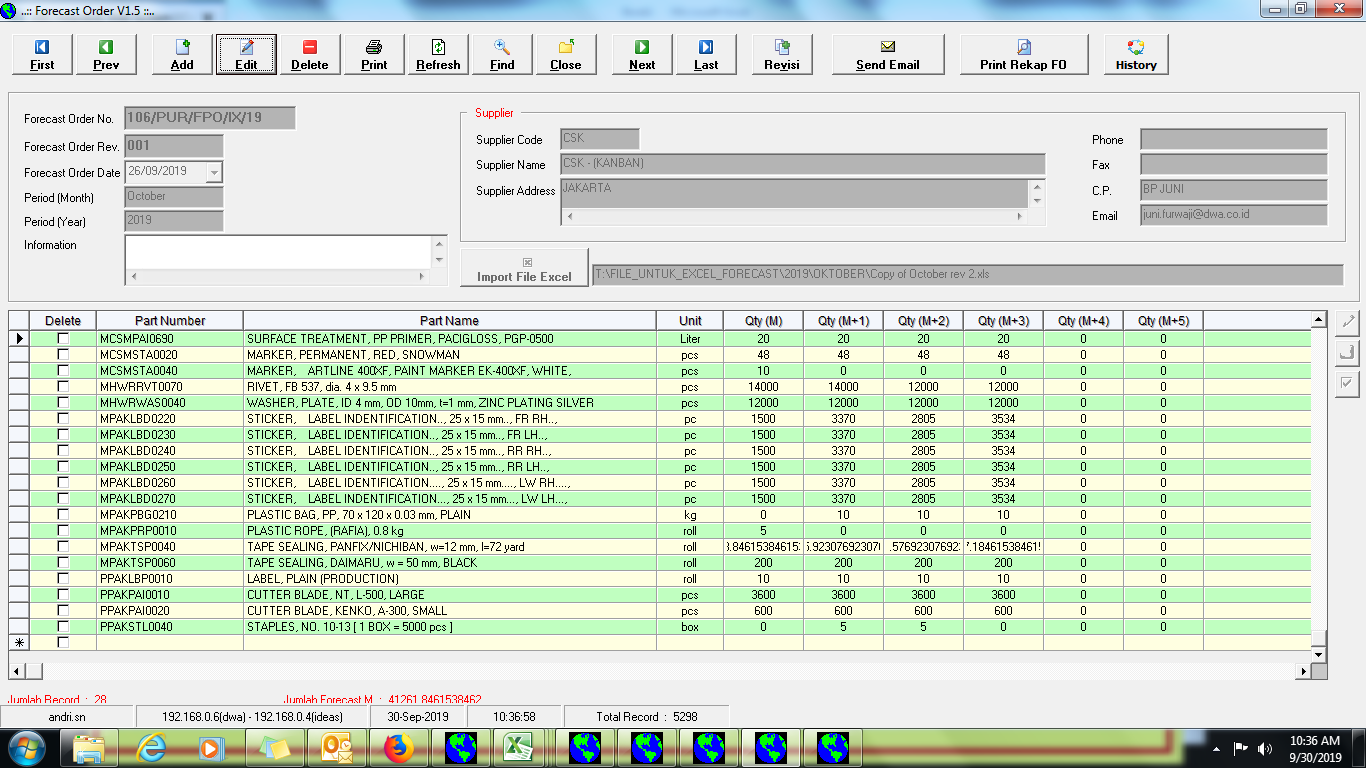 ..:: Forecast Order V1.5 ::..
First Prev Add Edit Delete Print Refresh Find Close Next Last Revisi Send Email Print Rekap FO History
Forecast Order No. 106/PUR/FPO/IX/19
Forecast Order Rev. 001
Forecast Order Date 26/09/2019
Period (Month) October
Period (Year) 2019
Information
Supplier
Supplier Code CSK
Supplier Name CSK - (KANBAN)
Supplier Address JAKARTA
Phone
Fax
C.P. BP JUNI
Email juni.furwaji@dwa.co.id
Import File Excel T:\FILE_UNTUK_EXCEL_FORECAST\2019\OKTOBER\Copy of October rev 2.xls
Delete Part Number Part Name Unit Qty (M) Qty (M+1) Qty (M+2) Qty (M+3) Qty (M+4) Qty (M+5)
MCSMPAI0690 SURFACE TREATMENT, PP PRIMER, PACIGLOSS, PGP-0500 Liter 20 20 20 20 0 0
MCSMSTA0020 MARKER, PERMANENT, RED, SNOWMAN pcs 48 48 48 48 0 0
MCSMSTA0040 MARKER, ARTLINE 400XF, PAINT MARKER EK-400XF, WHITE, pcs 10 0 0 0 0 0
MHWRRVT0070 RIVET, FB 537, dia. 4 x 9.5 mm pcs 14000 14000 12000 12000 0 0
MHWRWAS0040 WASHER, PLATE, ID 4 mm, OD 10mm, t=1 mm, ZINC PLATING SILVER pcs 12000 12000 12000 12000 0 0
MPAKLBD0220 STICKER, LABEL INDENTIFICATION.., 25 x 15 mm.., FR RH.., pc 1500 3370 2805 3534 0 0
MPAKLBD0230 STICKER, LABEL IDENTIFICATION.., 25 x 15 mm.., FR LH.., pc 1500 3370 2805 3534 0 0
MPAKLBD0240 STICKER, LABEL IDENTIFICATION.., 25 x 15 mm.., RR RH.., pc 1500 3370 2805 3534 0 0
MPAKLBD0250 STICKER, LABEL IDENTIFICATION.., 25 x 15 mm.., RR LH.., pc 1500 3370 2805 3534 0 0
MPAKLBD0260 STICKER, LABEL IDENTIFICATION...., 25 x 15 mm...., LW RH...., pc 1500 3370 2805 3534 0 0
MPAKLBD0270 STICKER, LABEL INDENTIFICATION..., 25 x 15 mm..., LW LH..., pc 1500 3370 2805 3534 0 0
MPAKPBG0210 PLASTIC BAG, PP, 70 x 120 x 0.03 mm, PLAIN kg 0 10 10 10 0 0
MPAKPRP0010 PLASTIC ROPE, (RAFIA), 0.8 kg roll 5 0 0 0 0 0
MPAKTSP0040 TAPE SEALING, PANFIX/NICHIBAN, w=12 mm, l=72 yard roll .84615384615 .92307692307 .57692307692 .18461538461 0 0
MPAKTSP0060 TAPE SEALING, DAIMARU, w = 50 mm, BLACK roll 200 200 200 200 0 0
PPAKLBP0010 LABEL, PLAIN (PRODUCTION) roll 10 10 10 10 0 0
PPAKPAI0010 CUTTER BLADE, NT, L-500, LARGE pcs 3600 3600 3600 3600 0 0
PPAKPAI0020 CUTTER BLADE, KENKO, A-300, SMALL pcs 600 600 600 600 0 0
PPAKSTL0040 STAPLES, NO. 10-13 [ 1 BOX = 5000 pcs ] box 0 5 5 0 0 0
Jumlah Record : 28 Jumlah Forecast M : 41261.8461538462
andri.sn 192.168.0.6(dwa) - 192.168.0.4(ideas) 30-Sep-2019 10:36:58 Total Record : 5298
10:36 AM
9/30/2019